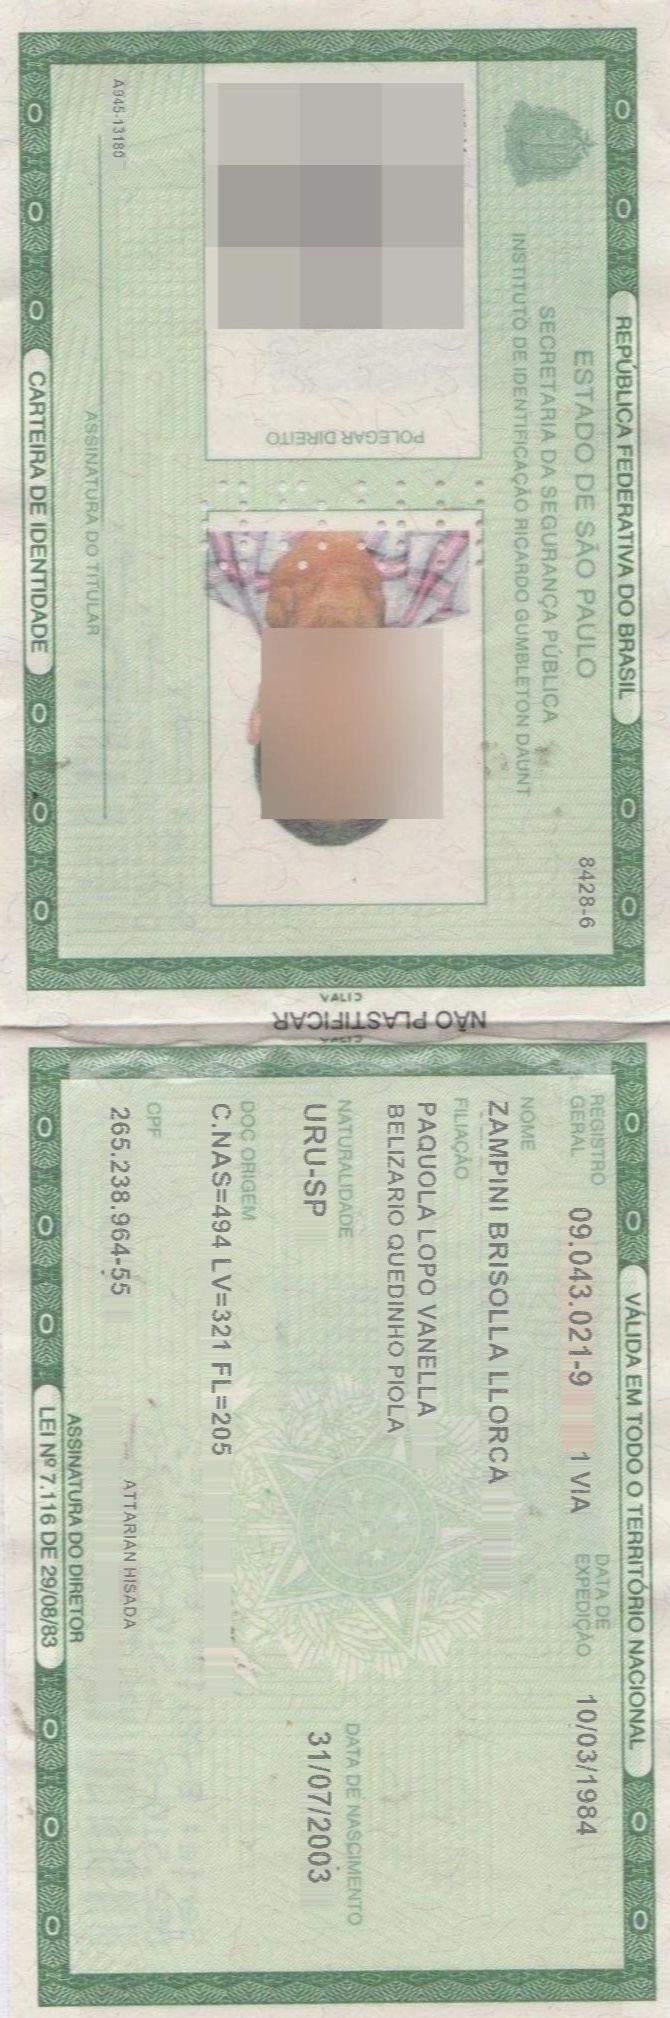 REPÚBLICA FEDERATIVA DO BRASIL
ESTADO DE SÃO PAULO
SECRETARIA DA SEGURANÇA PÚBLICA
INSTITUTO DE IDENTIFICAÇÃO RICARDO GUMBLETON DAUNT
8428-6
POLEGAR DIREITO
A945-13180
ASSINATURA DO TITULAR
CARTEIRA DE IDENTIDADE
NÃO PLASTIFICAR
VÁLIDA EM TODO O TERRITÓRIO NACIONAL
REGISTRO GERAL 09.043.021-9 1 VIA DATA DE EXPEDIÇÃO 10/03/1984
NOME
ZAMPINI BRISOLLA LLORCA
FILIAÇÃO
PAQUOLA LOPO VANELLA
BELIZARIO QUEDINHO PIOLA
NATURALIDADE DATA DE NASCIMENTO
URU-SP 31/07/2003
DOC ORIGEM
C.NAS=494 LV=321 FL=205
CPF
265.238.964-55
ATTARIAN HISADA
ASSINATURA DO DIRETOR
LEI Nº 7.116 DE 29/08/83